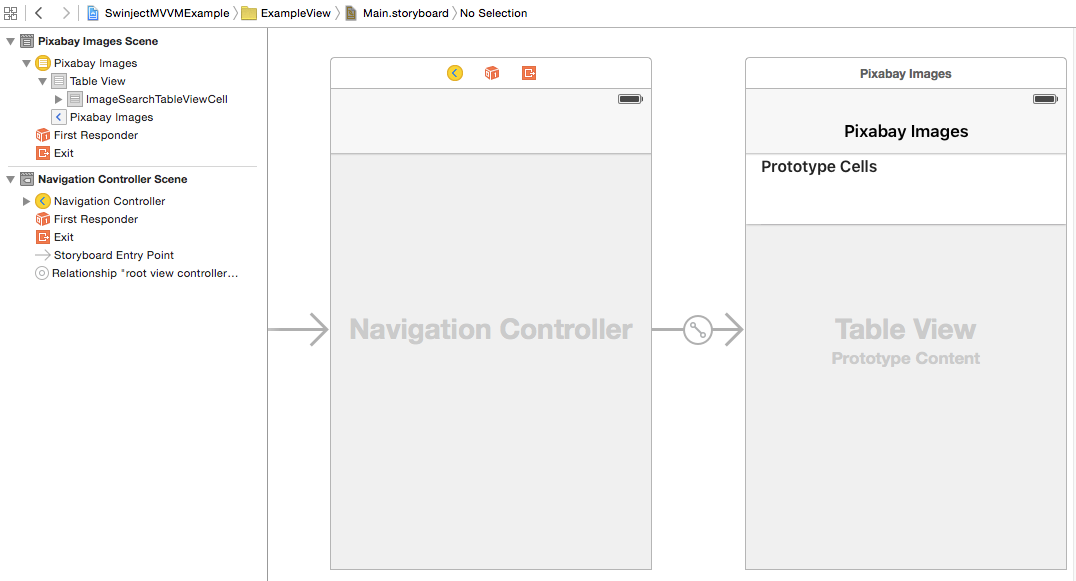 SwinjectMVVMExample ExampleView Main.storyboard No Selection
Pixabay Images Scene
Pixabay Images
Table View
ImageSearchTableViewCell
Pixabay Images
First Responder
Exit
Navigation Controller Scene
Navigation Controller
First Responder
Exit
Storyboard Entry Point
Relationship "root view controller...
Navigation Controller
Pixabay Images
Pixabay Images
Prototype Cells
Table View
Prototype Content